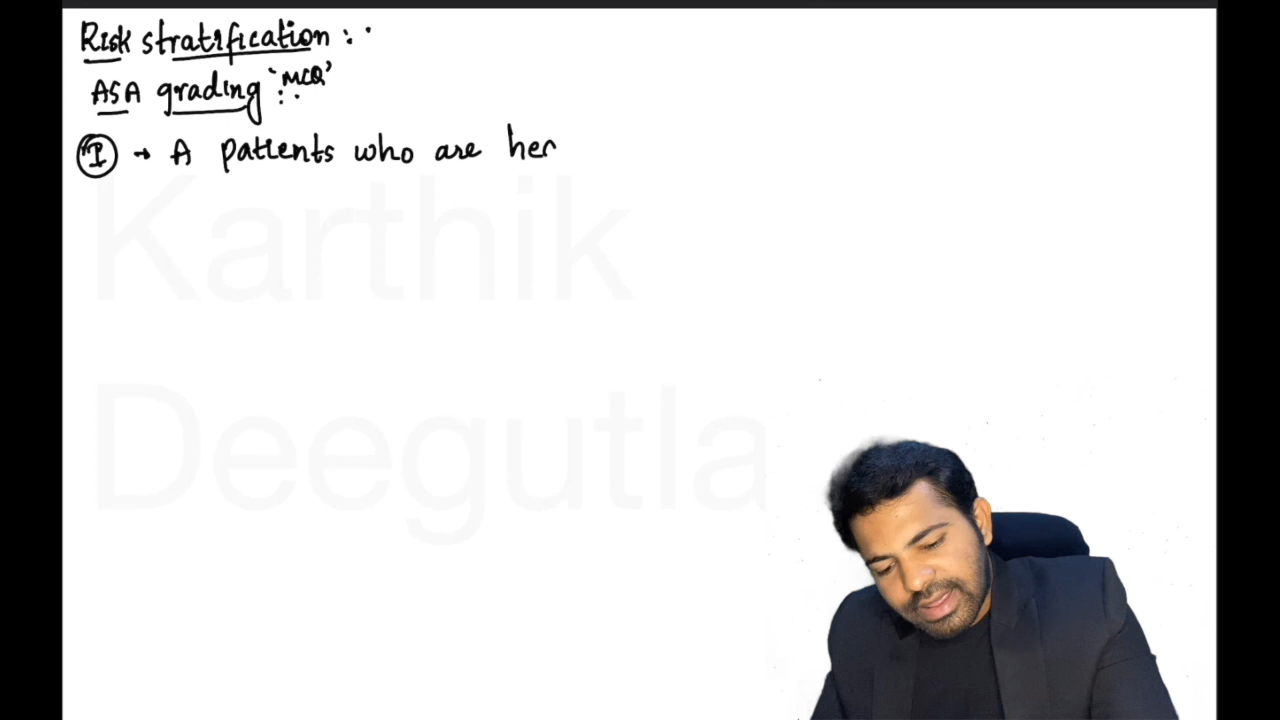 Risk stratification :
ASA grading : 'MCQ'
I → A patients who are her
Karthik
Deegutla